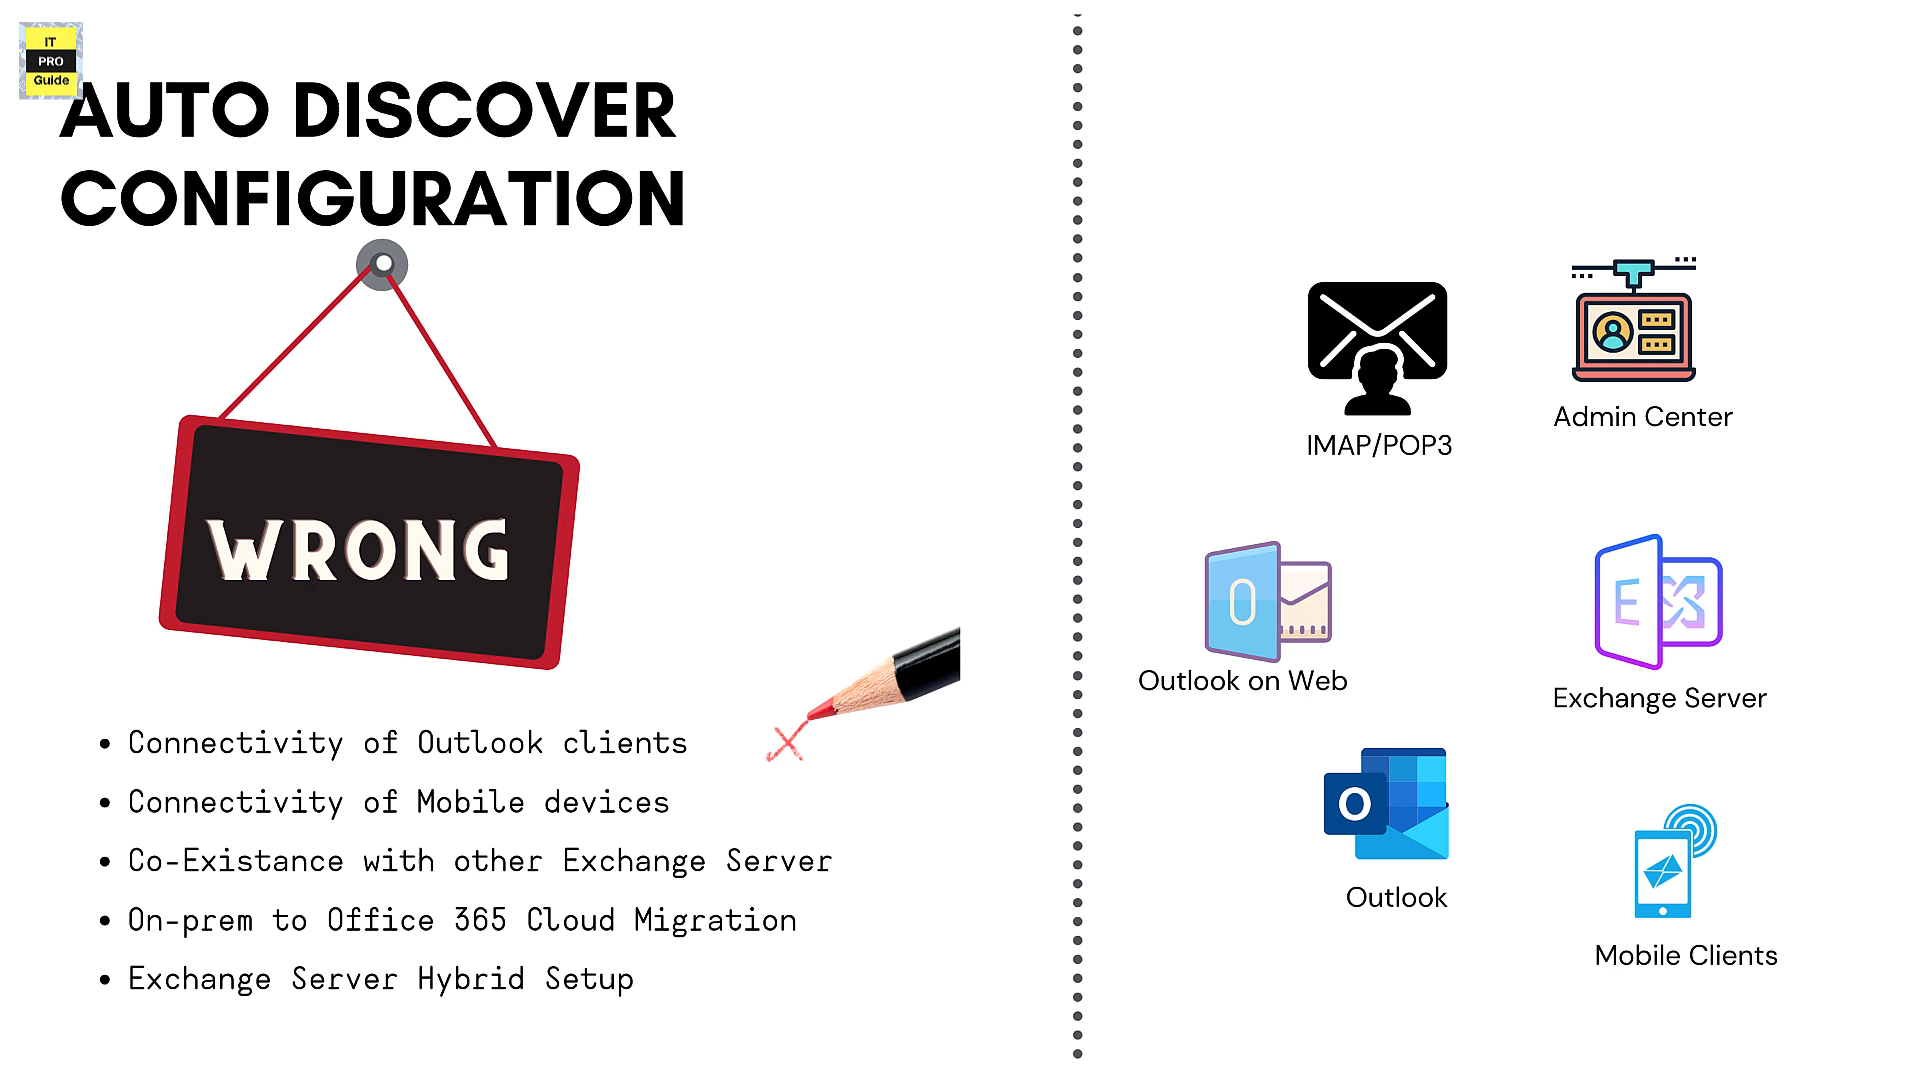 IT
PRO
Guide
AUTO DISCOVER
CONFIGURATION
WRONG
• Connectivity of Outlook clients
• Connectivity of Mobile devices
• Co-Existance with other Exchange Server
• On-prem to Office 365 Cloud Migration
• Exchange Server Hybrid Setup
IMAP/POP3
Admin Center
O
Outlook on Web
E
Exchange Server
O
Outlook
Mobile Clients